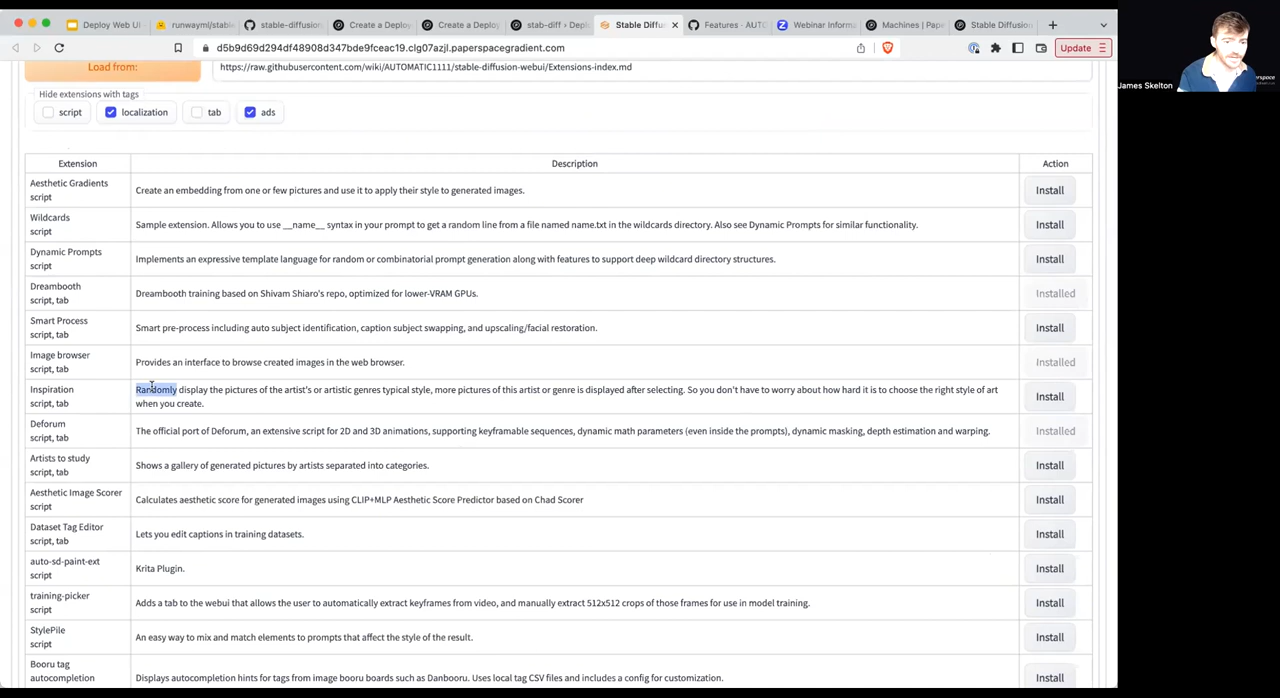 Deploy Web UI
runwayml/stable
stable-diffusion
Create a Deploy
Create a Deploy
stab-diff › Deplo
Stable Diffu
Features · AUTO
Webinar Informa
Machines | Pape
Stable Diffusion
d5b9d69d294df48908d347bde9fceac19.clg07azjl.paperspacegradient.com
Update
James Skelton
Load from:
https://raw.githubusercontent.com/wiki/AUTOMATIC1111/stable-diffusion-webui/Extensions-index.md
Hide extensions with tags
script
localization
tab
ads
Extension
Description
Action
Aesthetic Gradients
script
Create an embedding from one or few pictures and use it to apply their style to generated images.
Install
Wildcards
script
Sample extension. Allows you to use __name__ syntax in your prompt to get a random line from a file named name.txt in the wildcards directory. Also see Dynamic Prompts for similar functionality.
Install
Dynamic Prompts
script
Implements an expressive template language for random or combinatorial prompt generation along with features to support deep wildcard directory structures.
Install
Dreambooth
script, tab
Dreambooth training based on Shivam Shiaro's repo, optimized for lower-VRAM GPUs.
Installed
Smart Process
script, tab
Smart pre-process including auto subject identification, caption subject swapping, and upscaling/facial restoration.
Install
Image browser
script, tab
Provides an interface to browse created images in the web browser.
Installed
Inspiration
script, tab
Randomly display the pictures of the artist's or artistic genres typical style, more pictures of this artist or genre is displayed after selecting. So you don't have to worry about how hard it is to choose the right style of art
when you create.
Install
Deforum
script, tab
The official port of Deforum, an extensive script for 2D and 3D animations, supporting keyframable sequences, dynamic math parameters (even inside the prompts), dynamic masking, depth estimation and warping.
Installed
Artists to study
script, tab
Shows a gallery of generated pictures by artists separated into categories.
Install
Aesthetic Image Scorer
script
Calculates aesthetic score for generated images using CLIP+MLP Aesthetic Score Predictor based on Chad Scorer
Install
Dataset Tag Editor
script, tab
Lets you edit captions in training datasets.
Install
auto-sd-paint-ext
script
Krita Plugin.
Install
training-picker
script
Adds a tab to the webui that allows the user to automatically extract keyframes from video, and manually extract 512x512 crops of those frames for use in model training.
Install
StylePile
script
An easy way to mix and match elements to prompts that affect the style of the result.
Install
Booru tag
autocompletion
Displays autocompletion hints for tags from image booru boards such as Danbooru. Uses local tag CSV files and includes a config for customization.
Install